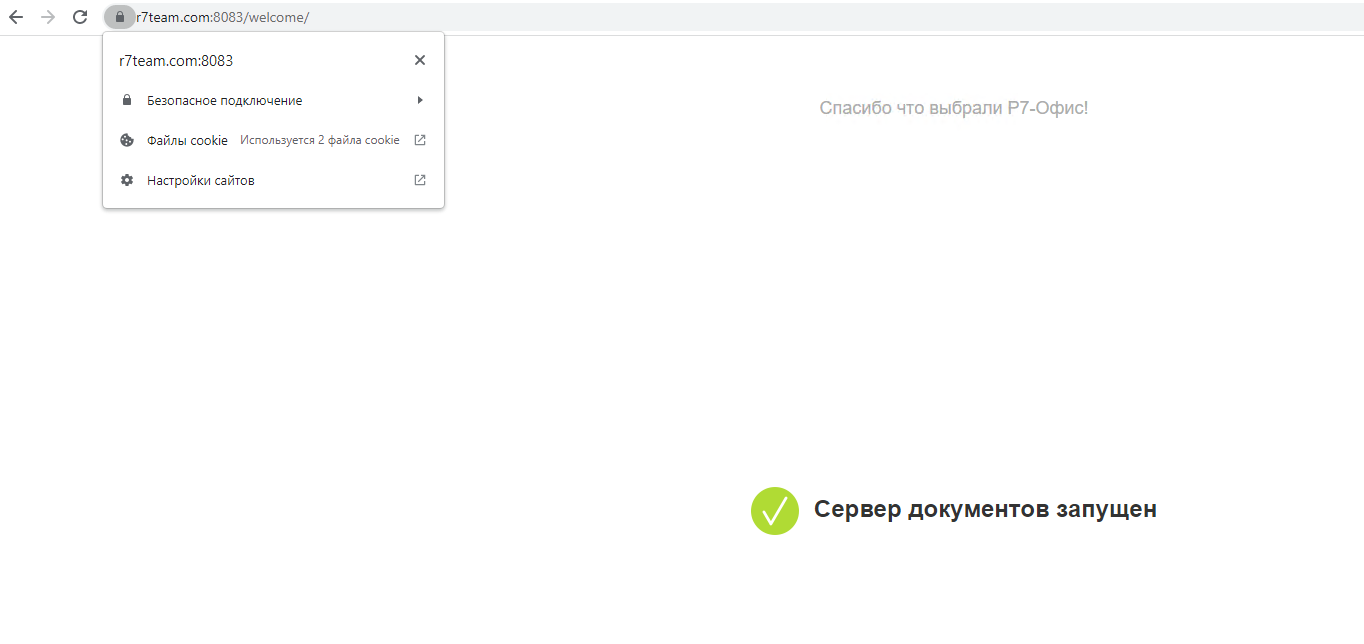 r7team.com:8083/welcome/
r7team.com:8083
Безопасное подключение
Файлы cookie Используется 2 файла cookie
Настройки сайтов
Спасибо что выбрали Р7-Офис!
Сервер документов запущен